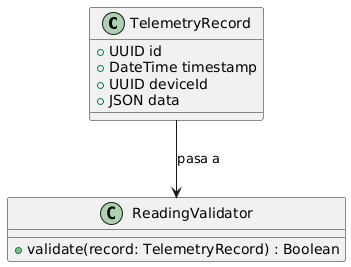 C TelemetryRecord
UUID id
DateTime timestamp
UUID deviceId
JSON data
pasa a
C ReadingValidator
validate(record: TelemetryRecord) : Boolean